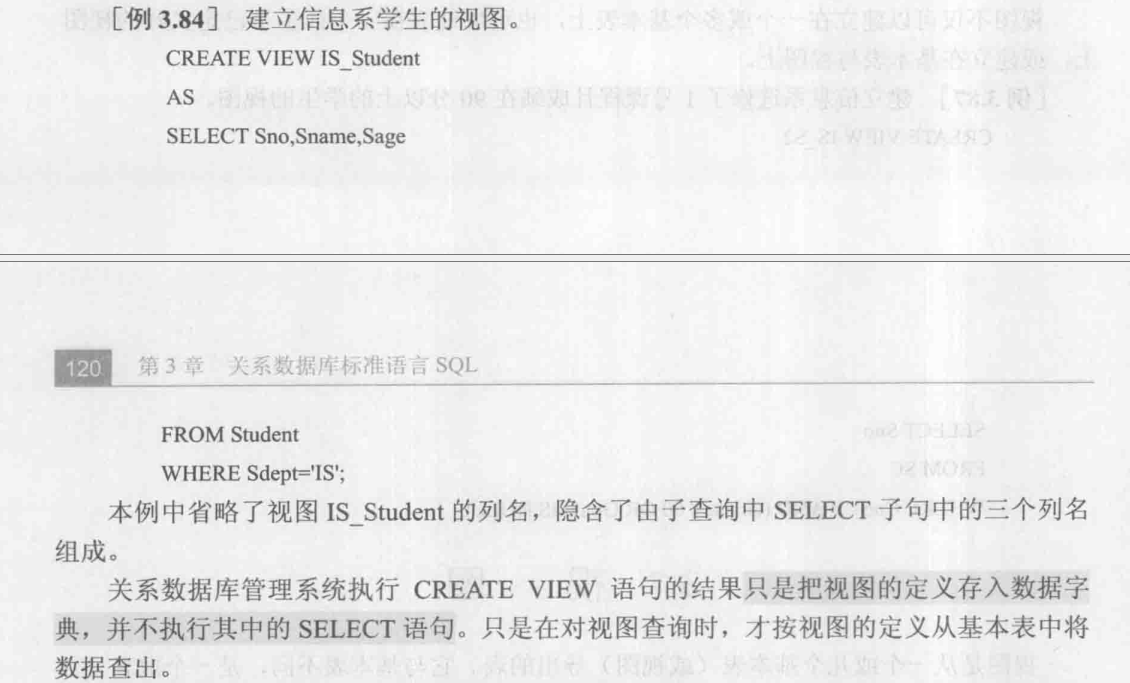 ［例 3.84］ 建立信息系学生的视图。
CREATE VIEW IS_Student
AS
SELECT Sno,Sname,Sage
120 第 3 章 关系数据库标准语言 SQL
FROM Student
WHERE Sdept='IS';
本例中省略了视图 IS_Student 的列名，隐含了由子查询中 SELECT 子句中的三个列名
组成。
关系数据库管理系统执行 CREATE VIEW 语句的结果只是把视图的定义存入数据字
典，并不执行其中的 SELECT 语句。只是在对视图查询时，才按视图的定义从基本表中将
数据查出。